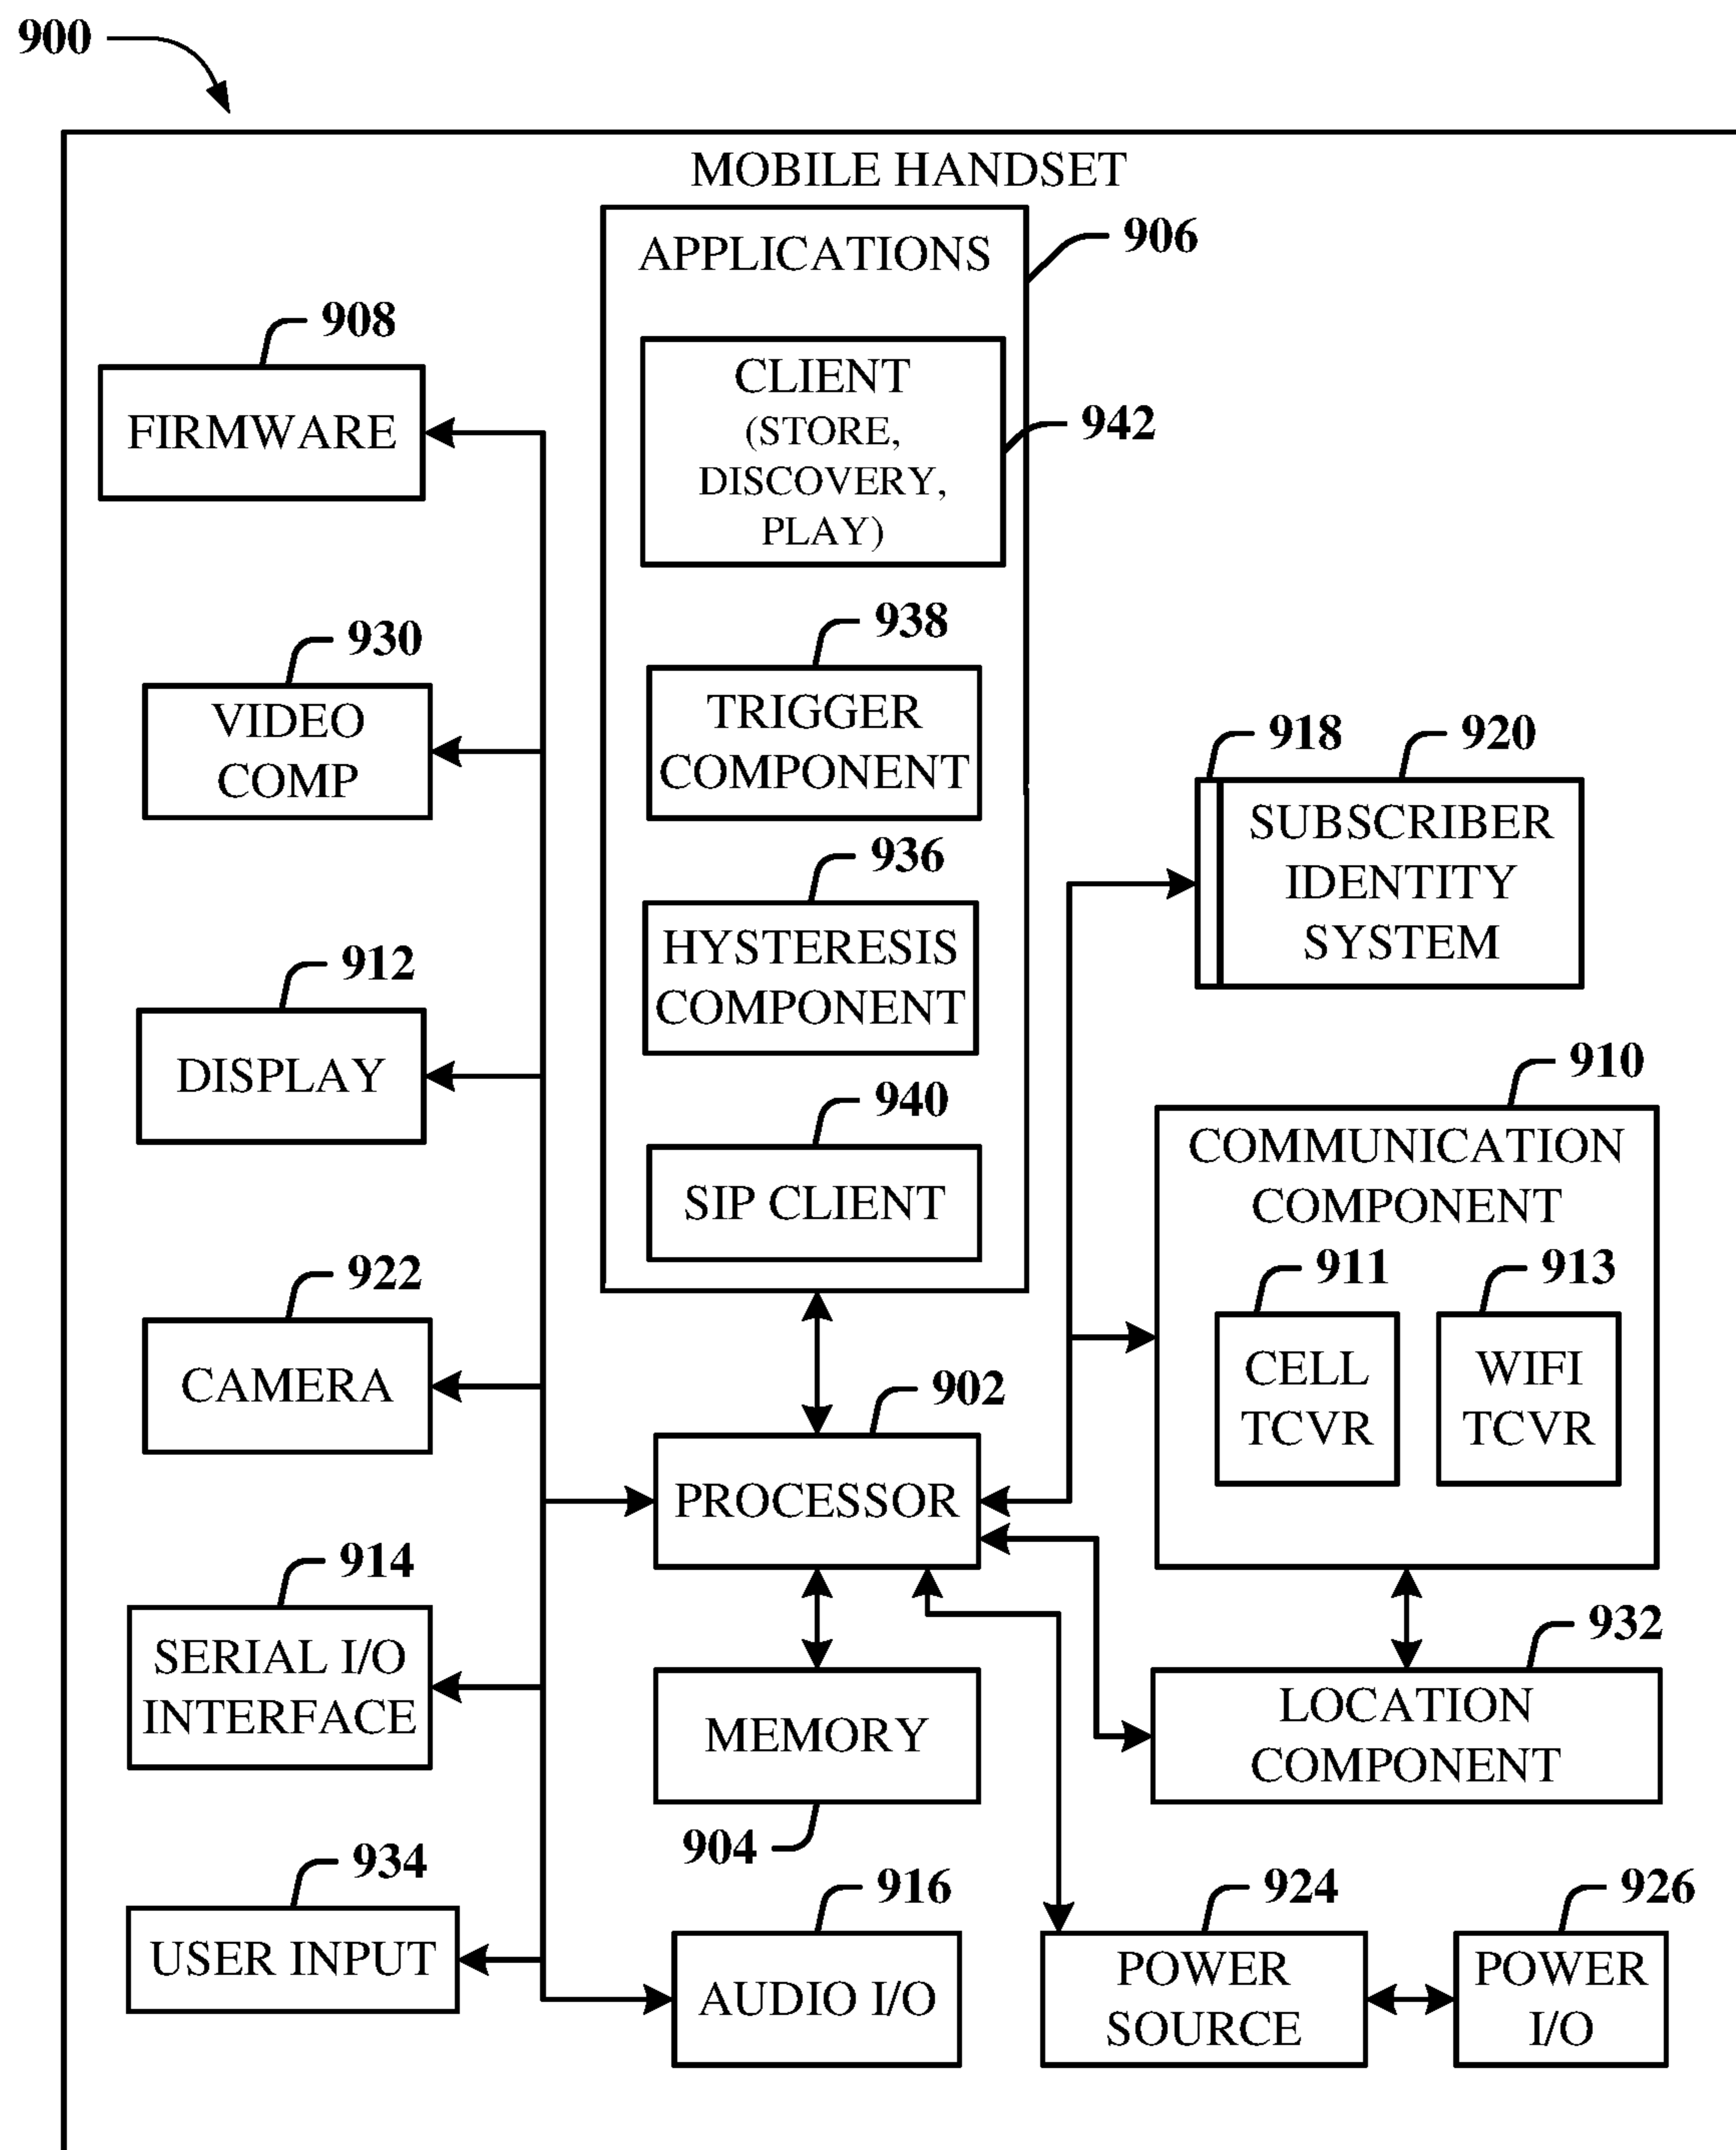 900
MOBILE HANDSET
APPLICATIONS
906
CLIENT
(STORE,
DISCOVERY,
PLAY)
942
908
FIRMWARE
938
TRIGGER
COMPONENT
930
VIDEO
COMP
918
920
SUBSCRIBER
IDENTITY
SYSTEM
936
HYSTERESIS
COMPONENT
912
DISPLAY
940
SIP CLIENT
910
COMMUNICATION
COMPONENT
911
CELL
TCVR
913
WIFI
TCVR
922
CAMERA
902
PROCESSOR
914
SERIAL I/O
INTERFACE
MEMORY
904
932
LOCATION
COMPONENT
934
USER INPUT
916
AUDIO I/O
924
POWER
SOURCE
926
POWER
I/O